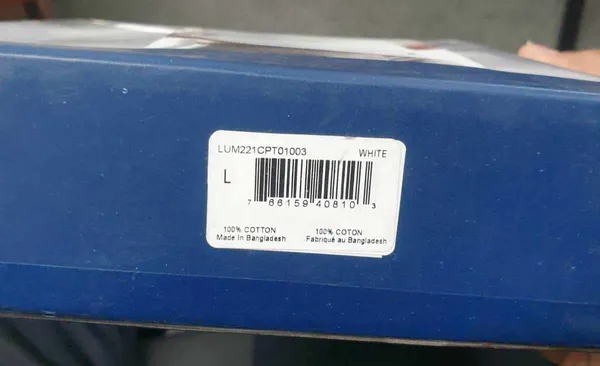 LUM221CPT01003 WHITE
L
7 66159 40810 3
100% COTTON 100% COTON
Made In Bangladesh Fabriqué au Bangladesh